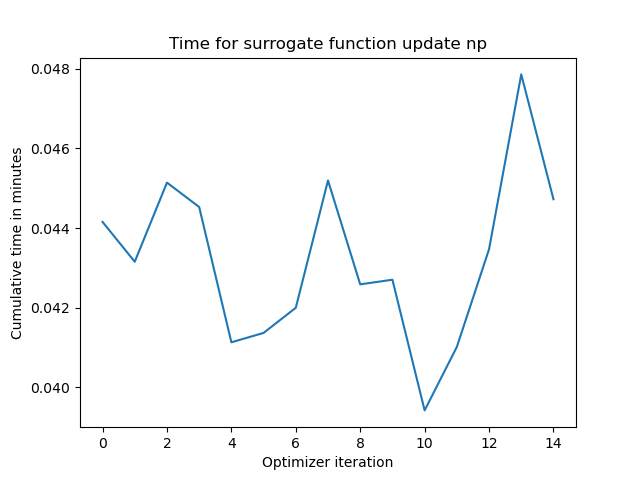 Time for surrogate function update np
0.048
0.046
0.044
0.042
0.040
Cumulative time in minutes
0 2 4 6 8 10 12 14
Optimizer iteration